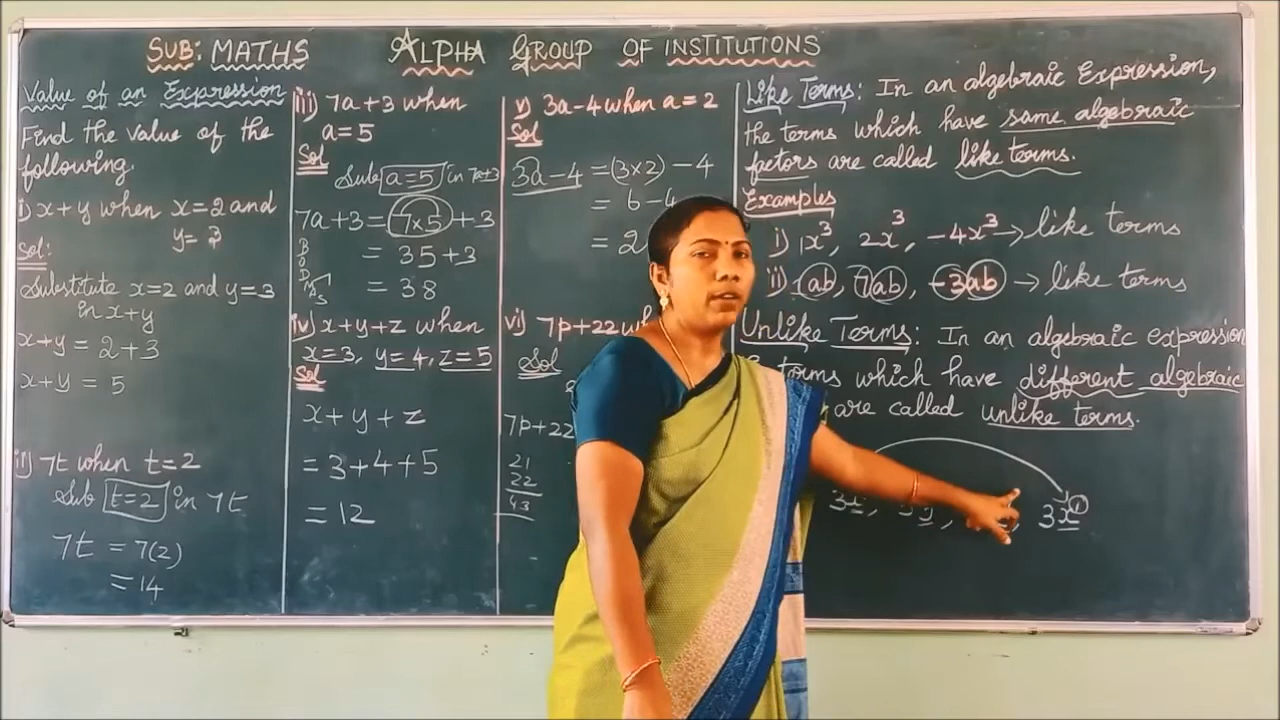 SUB: MATHS ALPHA GROUP OF INSTITUTIONS
Value of an Expression
Find the value of the
following.
i) x+y when x=2 and
y=3
Sol:
Substitute x=2 and y=3
in x+y
x+y = 2+3
x+y = 5
ii) 7t when t=2
Sub t=2 in 7t
7t = 7(2)
= 14
iii) 7a+3 when
a=5
Sol
Sub a=5 in 7a+3
7a+3 = 7×5 +3
= 35+3
= 38
BODMAS
iv) x+y+z when
x=3, y=4, z=5
Sol
x+y+z
= 3+4+5
= 12
v) 3a-4 when a=2
Sol
3a-4 = (3×2) - 4
= 6-4
= 2
vi) 7p+22
Sol
7p+22
21
22
43
Like Terms: In an algebraic Expression,
the terms which have same algebraic
factors are called like terms.
Examples
i) 1x³, 2x³, -4x³ → like terms
ii) 1ab, 7ab, -3ab → like terms
Unlike Terms: In an algebraic expression
terms which have different algebraic
are called unlike terms.
3x, 3x①